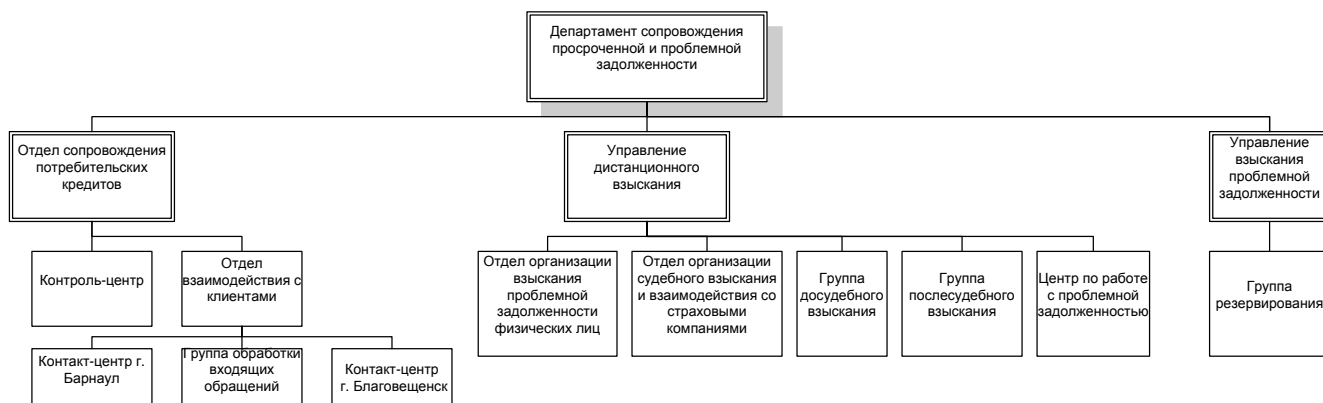 Департамент сопровождения
просроченной и проблемной
задолженности
Отдел сопровождения
потребительских
кредитов
Управление
дистанционного
взыскания
Управление
взыскания
проблемной
задолженности
Контроль-центр
Отдел
взаимодействия с
клиентами
Отдел организации
взыскания
проблемной
задолженности
физических лиц
Отдел организации
судебного взыскания
и взаимодействия со
страховыми
компаниями
Группа
досудебного
взыскания
Группа
послесудебного
взыскания
Центр по работе
с проблемной
задолженностью
Группа
резервирования
Контакт-центр г.
Барнаул
Группа обработки
входящих
обращений
Контакт-центр
г. Благовещенск